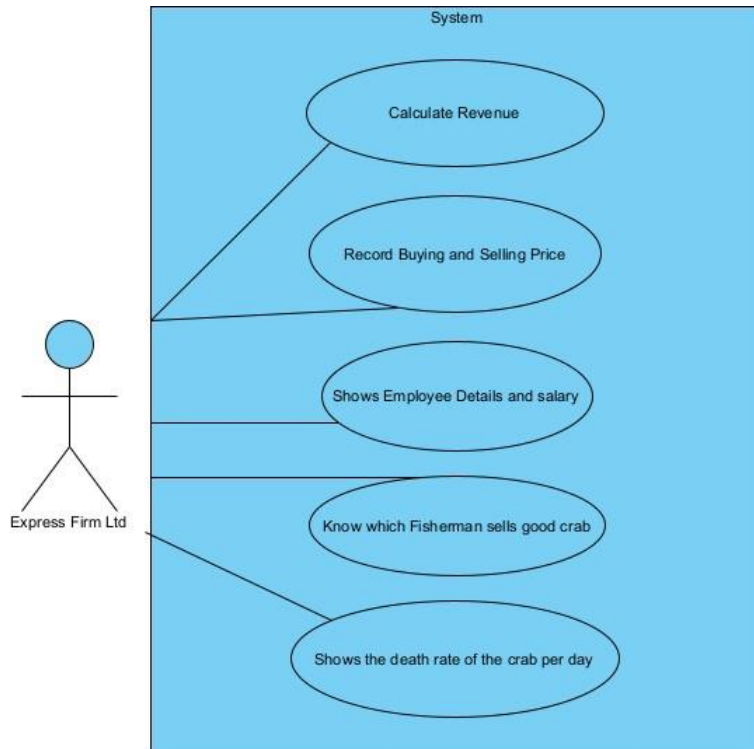 System
Calculate Revenue
Record Buying and Selling Price
Shows Employee Details and salary
Express Firm Ltd
Know which Fisherman sells good crab
Shows the death rate of the crab per day